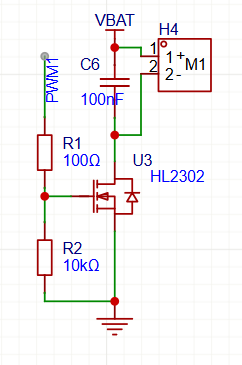 VBAT
H4
C6
1
1
+
M1
2
2
-
PWM1
100nF
R1
100Ω
U3
HL2302
R2
10kΩ